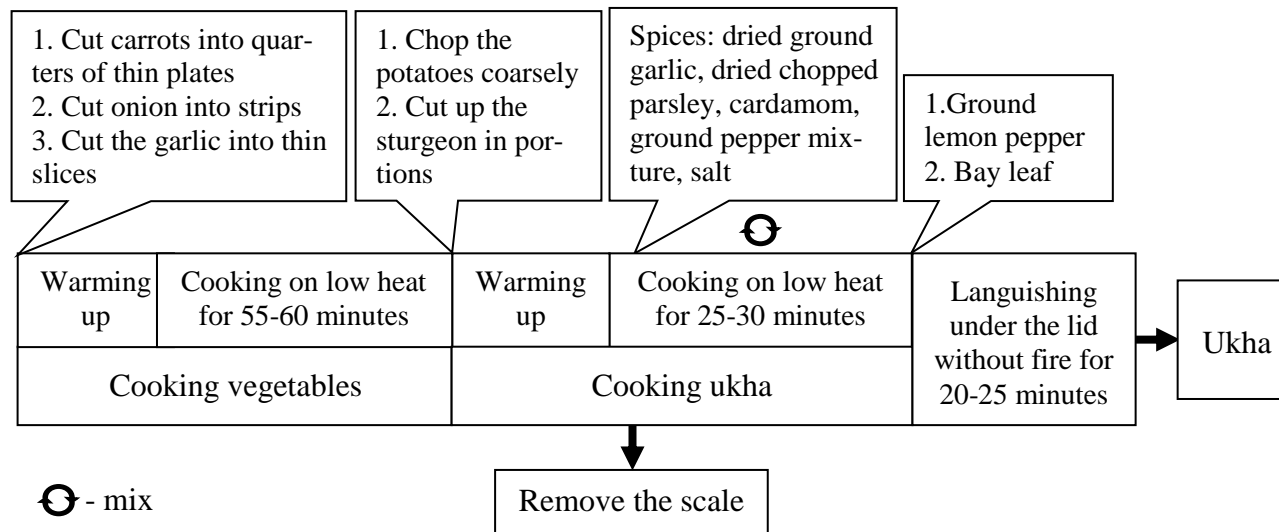 1. Cut carrots into quar-
ters of thin plates
2. Cut onion into strips
3. Cut the garlic into thin
slices
1. Chop the
potatoes coarsely
2. Cut up the
sturgeon in por-
tions
Spices: dried ground
garlic, dried chopped
parsley, cardamom,
ground pepper mix-
ture, salt
1.Ground
lemon pepper
2. Bay leaf
Warming
up
Cooking on low heat
for 55-60 minutes
Warming
up
Cooking on low heat
for 25-30 minutes
Languishing
under the lid
without fire for
20-25 minutes
Ukha
Cooking vegetables
Cooking ukha
Remove the scale
- mix